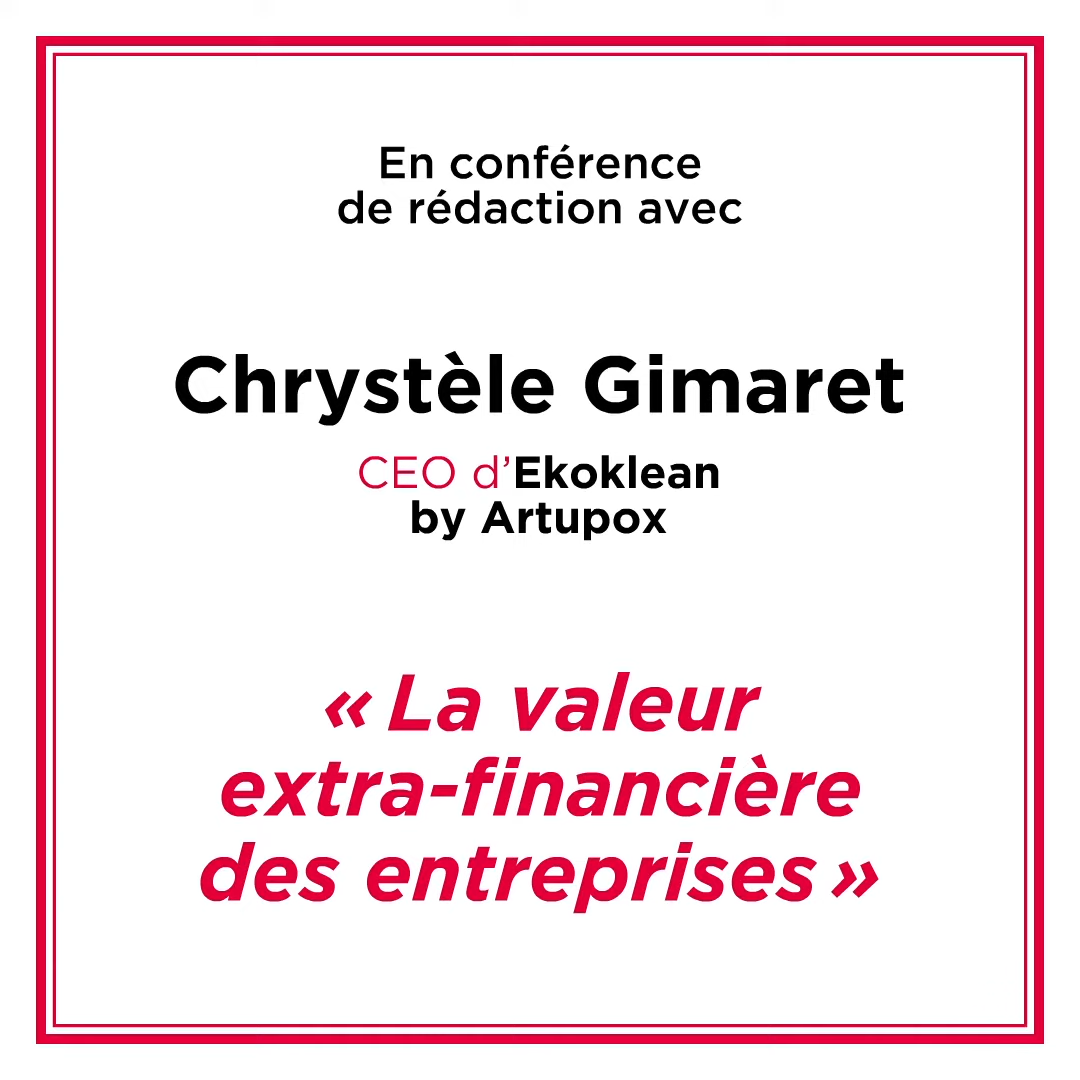 En conférence
de rédaction avec
Chrystèle Gimaret
CEO d’Ekoklean
by Artupox
« La valeur
extra-financière
des entreprises »